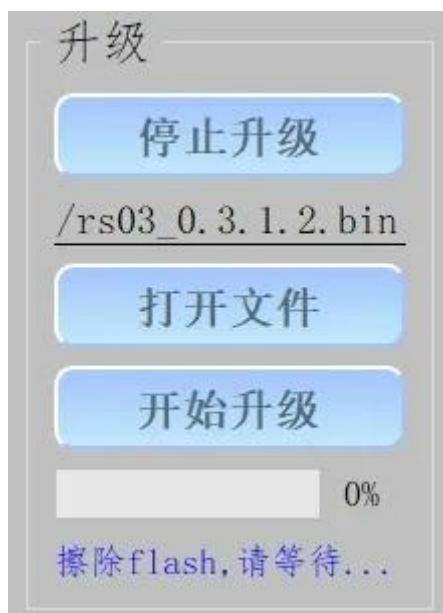 升级
停止升级
/rs03_0.3.1.2.bin
打开文件
开始升级
0%
擦除flash,请等待...